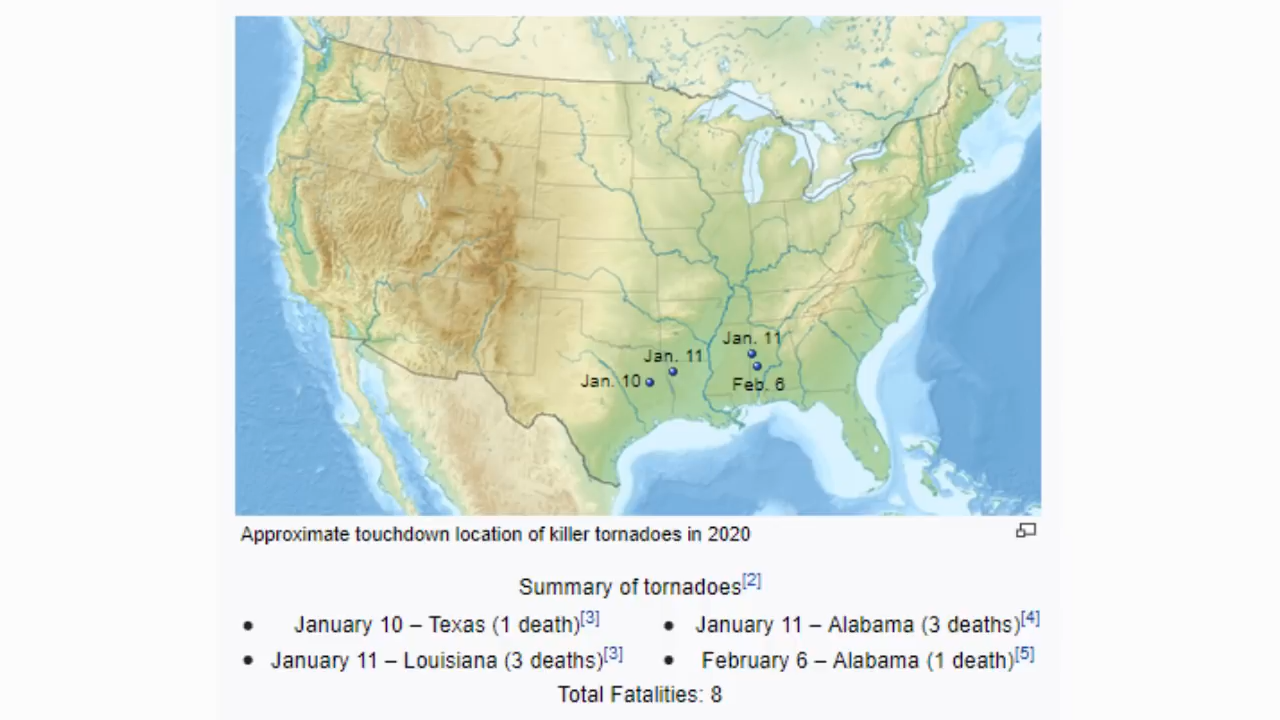 Jan. 11
Jan. 11
Jan. 10
Feb. 6
Approximate touchdown location of killer tornadoes in 2020
Summary of tornadoes[2]
• January 10 – Texas (1 death)[3]
• January 11 – Louisiana (3 deaths)[3]
• January 11 – Alabama (3 deaths)[4]
• February 6 – Alabama (1 death)[5]
Total Fatalities: 8